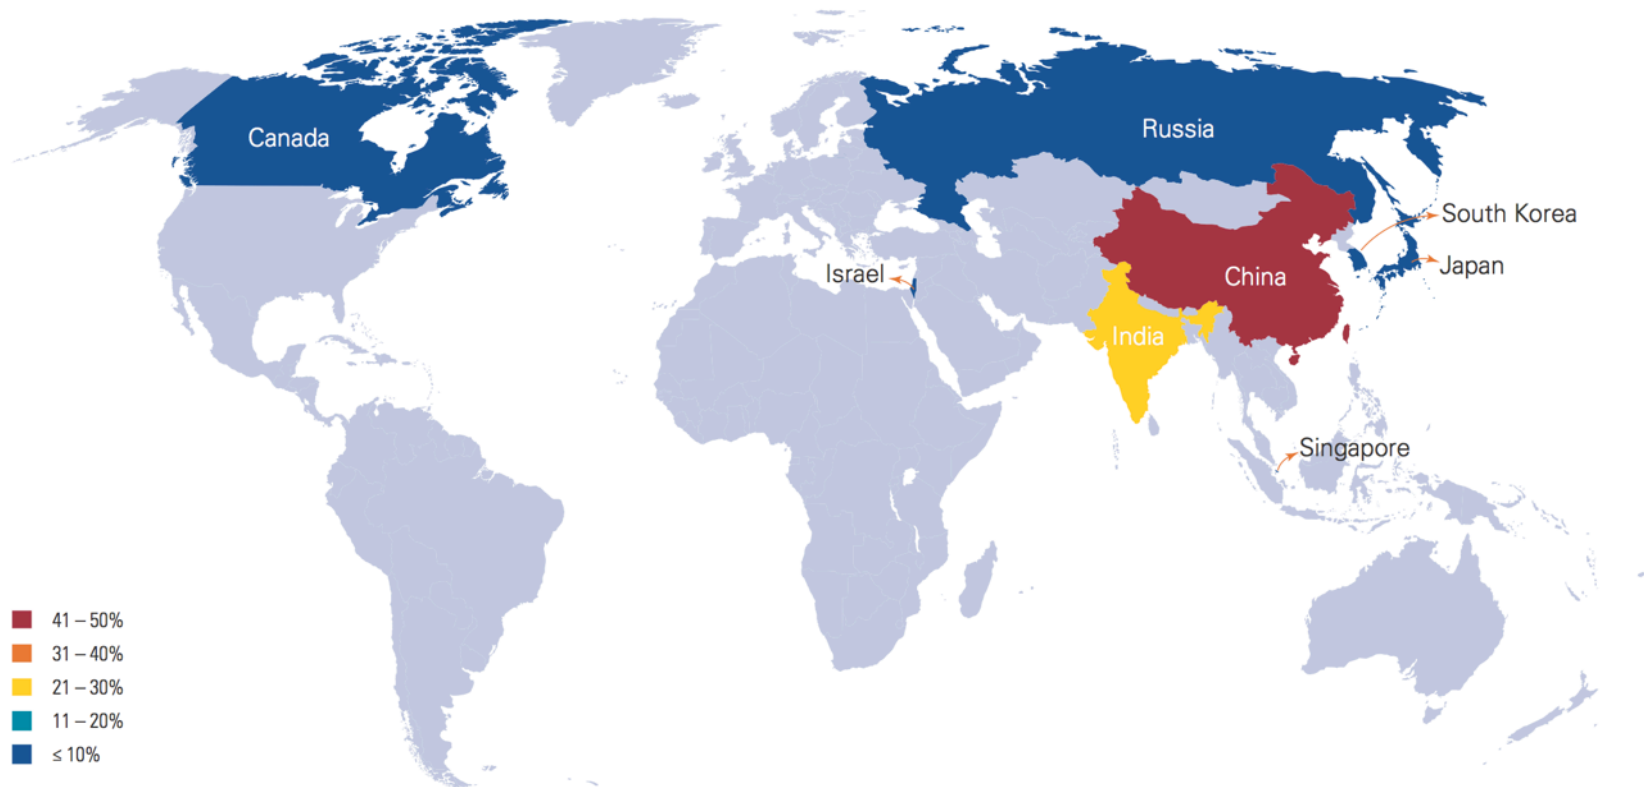 Canada
Russia
South Korea
Japan
Israel
China
India
Singapore
41 – 50%
31 – 40%
21 – 30%
11 – 20%
≤ 10%